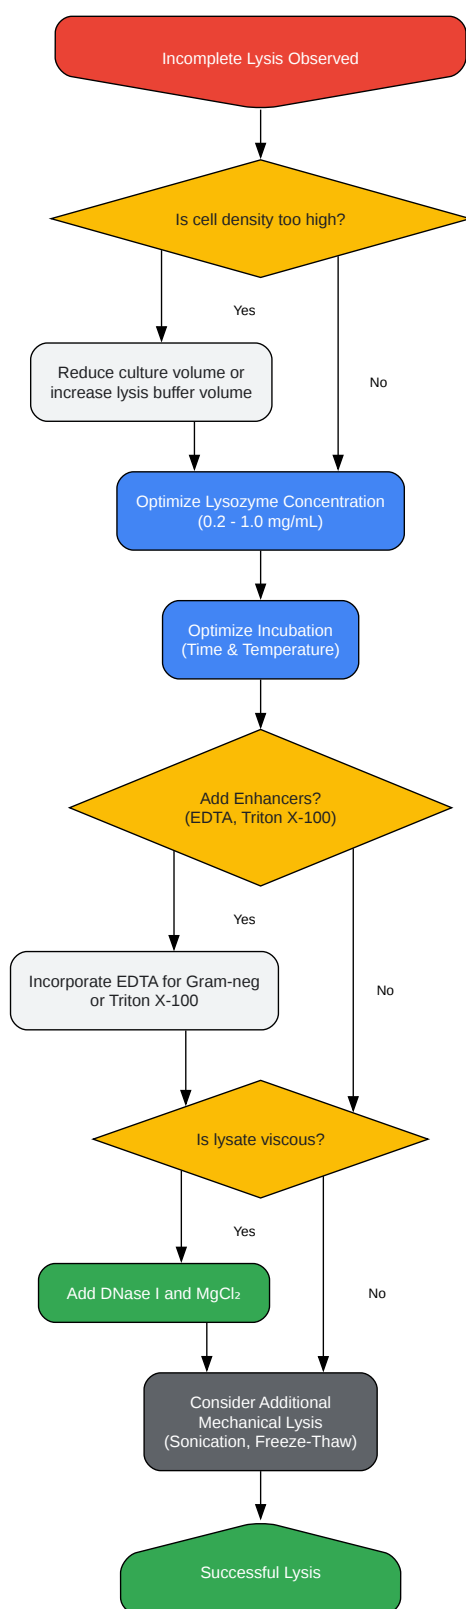 Incomplete Lysis Observed
Is cell density too high?
Yes
Reduce culture volume or
increase lysis buffer volume
No
Optimize Lysozyme Concentration
(0.2 - 1.0 mg/mL)
Optimize Incubation
(Time & Temperature)
Add Enhancers?
(EDTA, Triton X-100)
Yes
Incorporate EDTA for Gram-neg
or Triton X-100
No
Is lysate viscous?
Yes
Add DNase I and MgCl₂
No
Consider Additional
Mechanical Lysis
(Sonication, Freeze-Thaw)
Successful Lysis